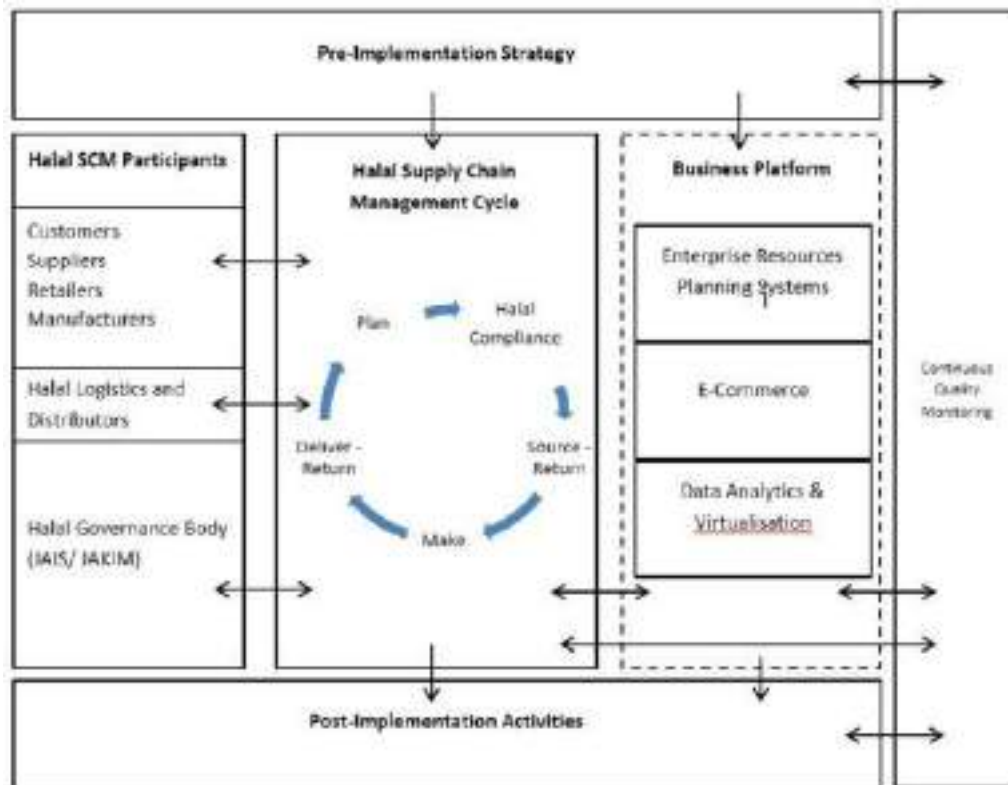 Pre-Implementation Strategy
Halal SCM Participants
Customers
Suppliers
Retailers
Manufacturers
Halal Logistics and
Distributors
Halal Governance Body
(JAIS/ JAKIM)
Halal Supply Chain
Management Cycle
Plan
Halal
Compliance
Source -
Return
Make
Deliver -
Return
Business Platform
Enterprise Resources
Planning Systems
E-Commerce
Data Analytics &
Virtualisation
Continuous
Quality
Monitoring
Post-Implementation Activities